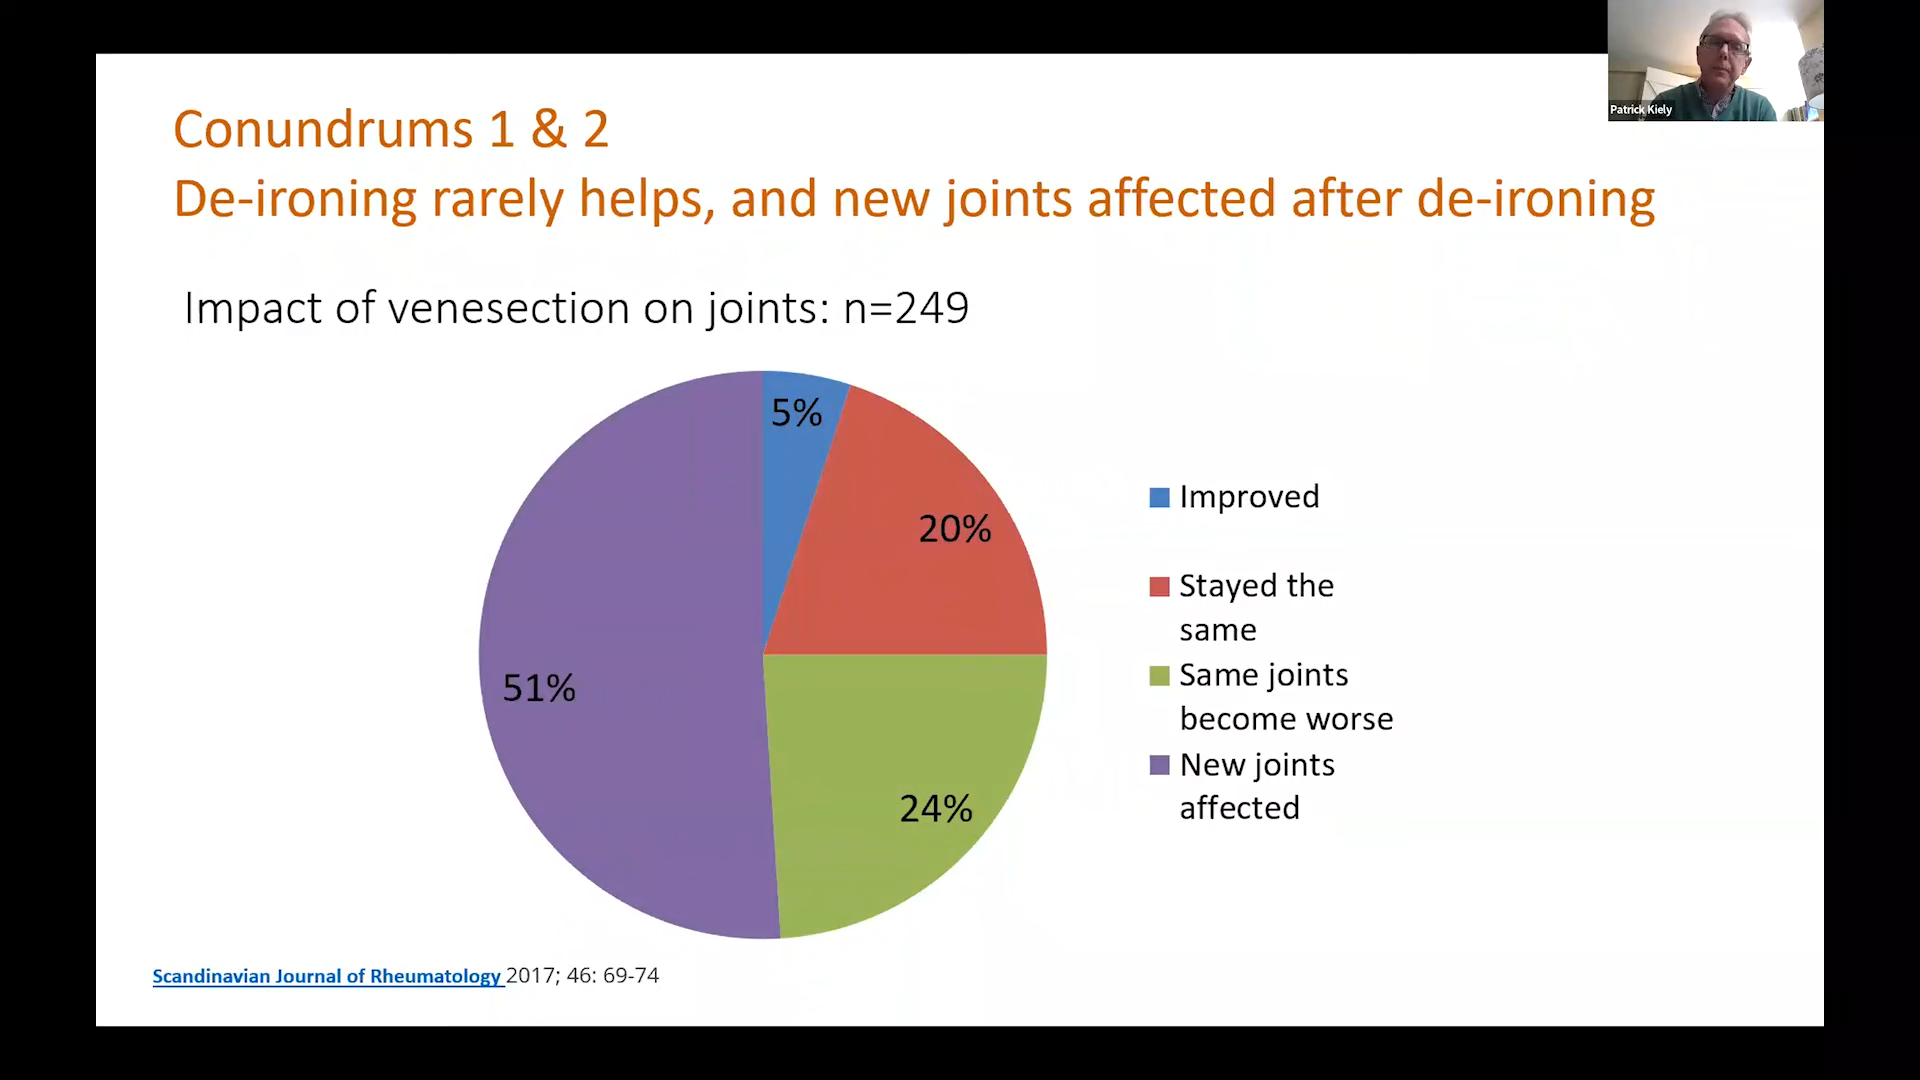 Patrick Kiely
Conundrums 1 & 2
De-ironing rarely helps, and new joints affected after de-ironing
Impact of venesection on joints: n=249
5%
20%
51%
24%
Improved
Stayed the
same
Same joints
become worse
New joints
affected
Scandinavian Journal of Rheumatology 2017; 46: 69-74